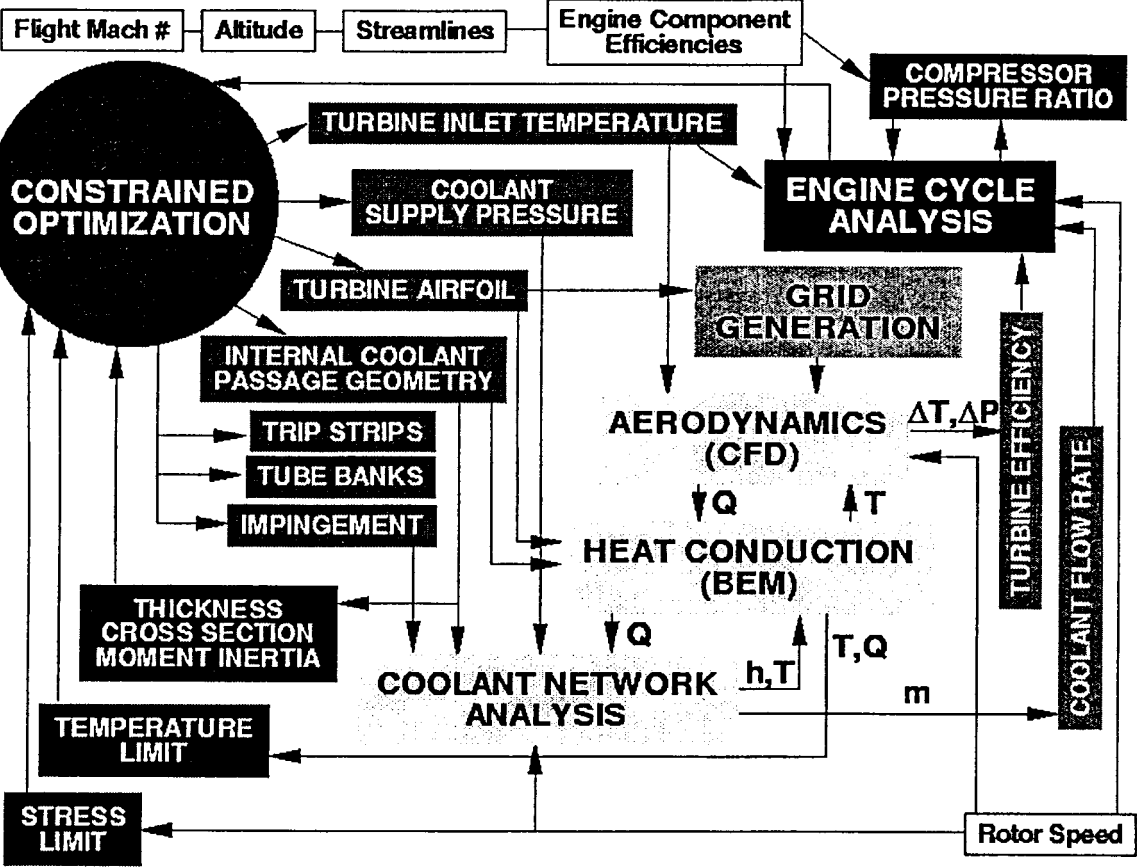 Flight Mach #
Altitude
Streamlines
Engine Component
Efficiencies
COMPRESSOR
PRESSURE RATIO
TURBINE INLET TEMPERATURE
CONSTRAINED
OPTIMIZATION
COOLANT
SUPPLY PRESSURE
ENGINE CYCLE
ANALYSIS
TURBINE AIRFOIL
GRID
GENERATION
INTERNAL COOLANT
PASSAGE GEOMETRY
TRIP STRIPS
TUBE BANKS
IMPINGEMENT
AERODYNAMICS
(CFD)
ΔT,ΔP
TURBINE EFFICIENCY
COOLANT FLOW RATE
Q
T
HEAT CONDUCTION
(BEM)
THICKNESS
CROSS SECTION
MOMENT INERTIA
Q
T,Q
h,T
COOLANT NETWORK
ANALYSIS
m
TEMPERATURE
LIMIT
STRESS
LIMIT
Rotor Speed